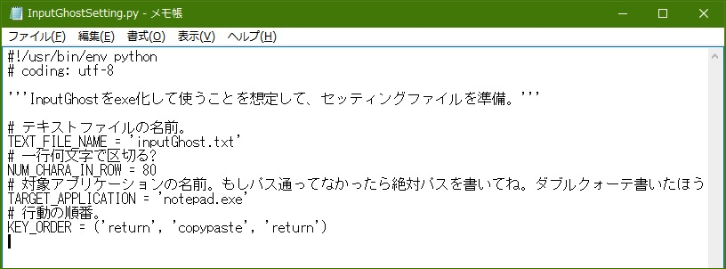 InputGhostSetting.py - メモ帳
ファイル(F) 編集(E) 書式(O) 表示(V) ヘルプ(H)
#!/usr/bin/env python
# coding: utf-8
'''InputGhostをexe化して使うことを想定して、セッティングファイルを準備。'''
# テキストファイルの名前。
TEXT_FILE_NAME = 'inputGhost.txt'
# 一行何文字で区切る?
NUM_CHARA_IN_ROW = 80
# 対象アプリケーションの名前。もしパス通ってなかったら絶対パスを書いてね。ダブルクォーテ書いたほう
TARGET_APPLICATION = 'notepad.exe'
# 行動の順番。
KEY_ORDER = ('return', 'copypaste', 'return')